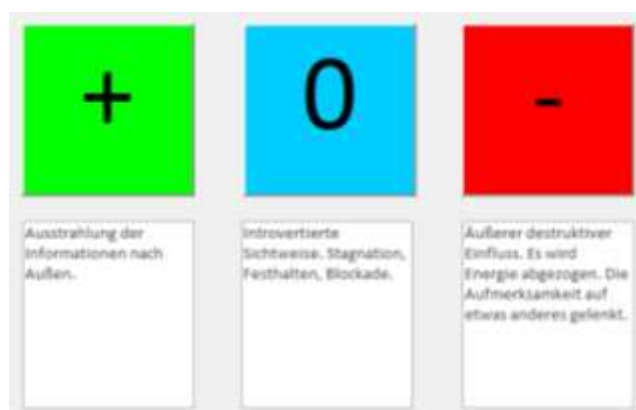 +
0
-
Ausstrahlung der
Informationen nach
Außen.
Introvertierte
Sichtweise. Stagnation,
Festhalten, Blockade.
Äußerer destruktiver
Einfluss. Es wird
Energie abgezogen. Die
Aufmerksamkeit auf
etwas anderes gelenkt.